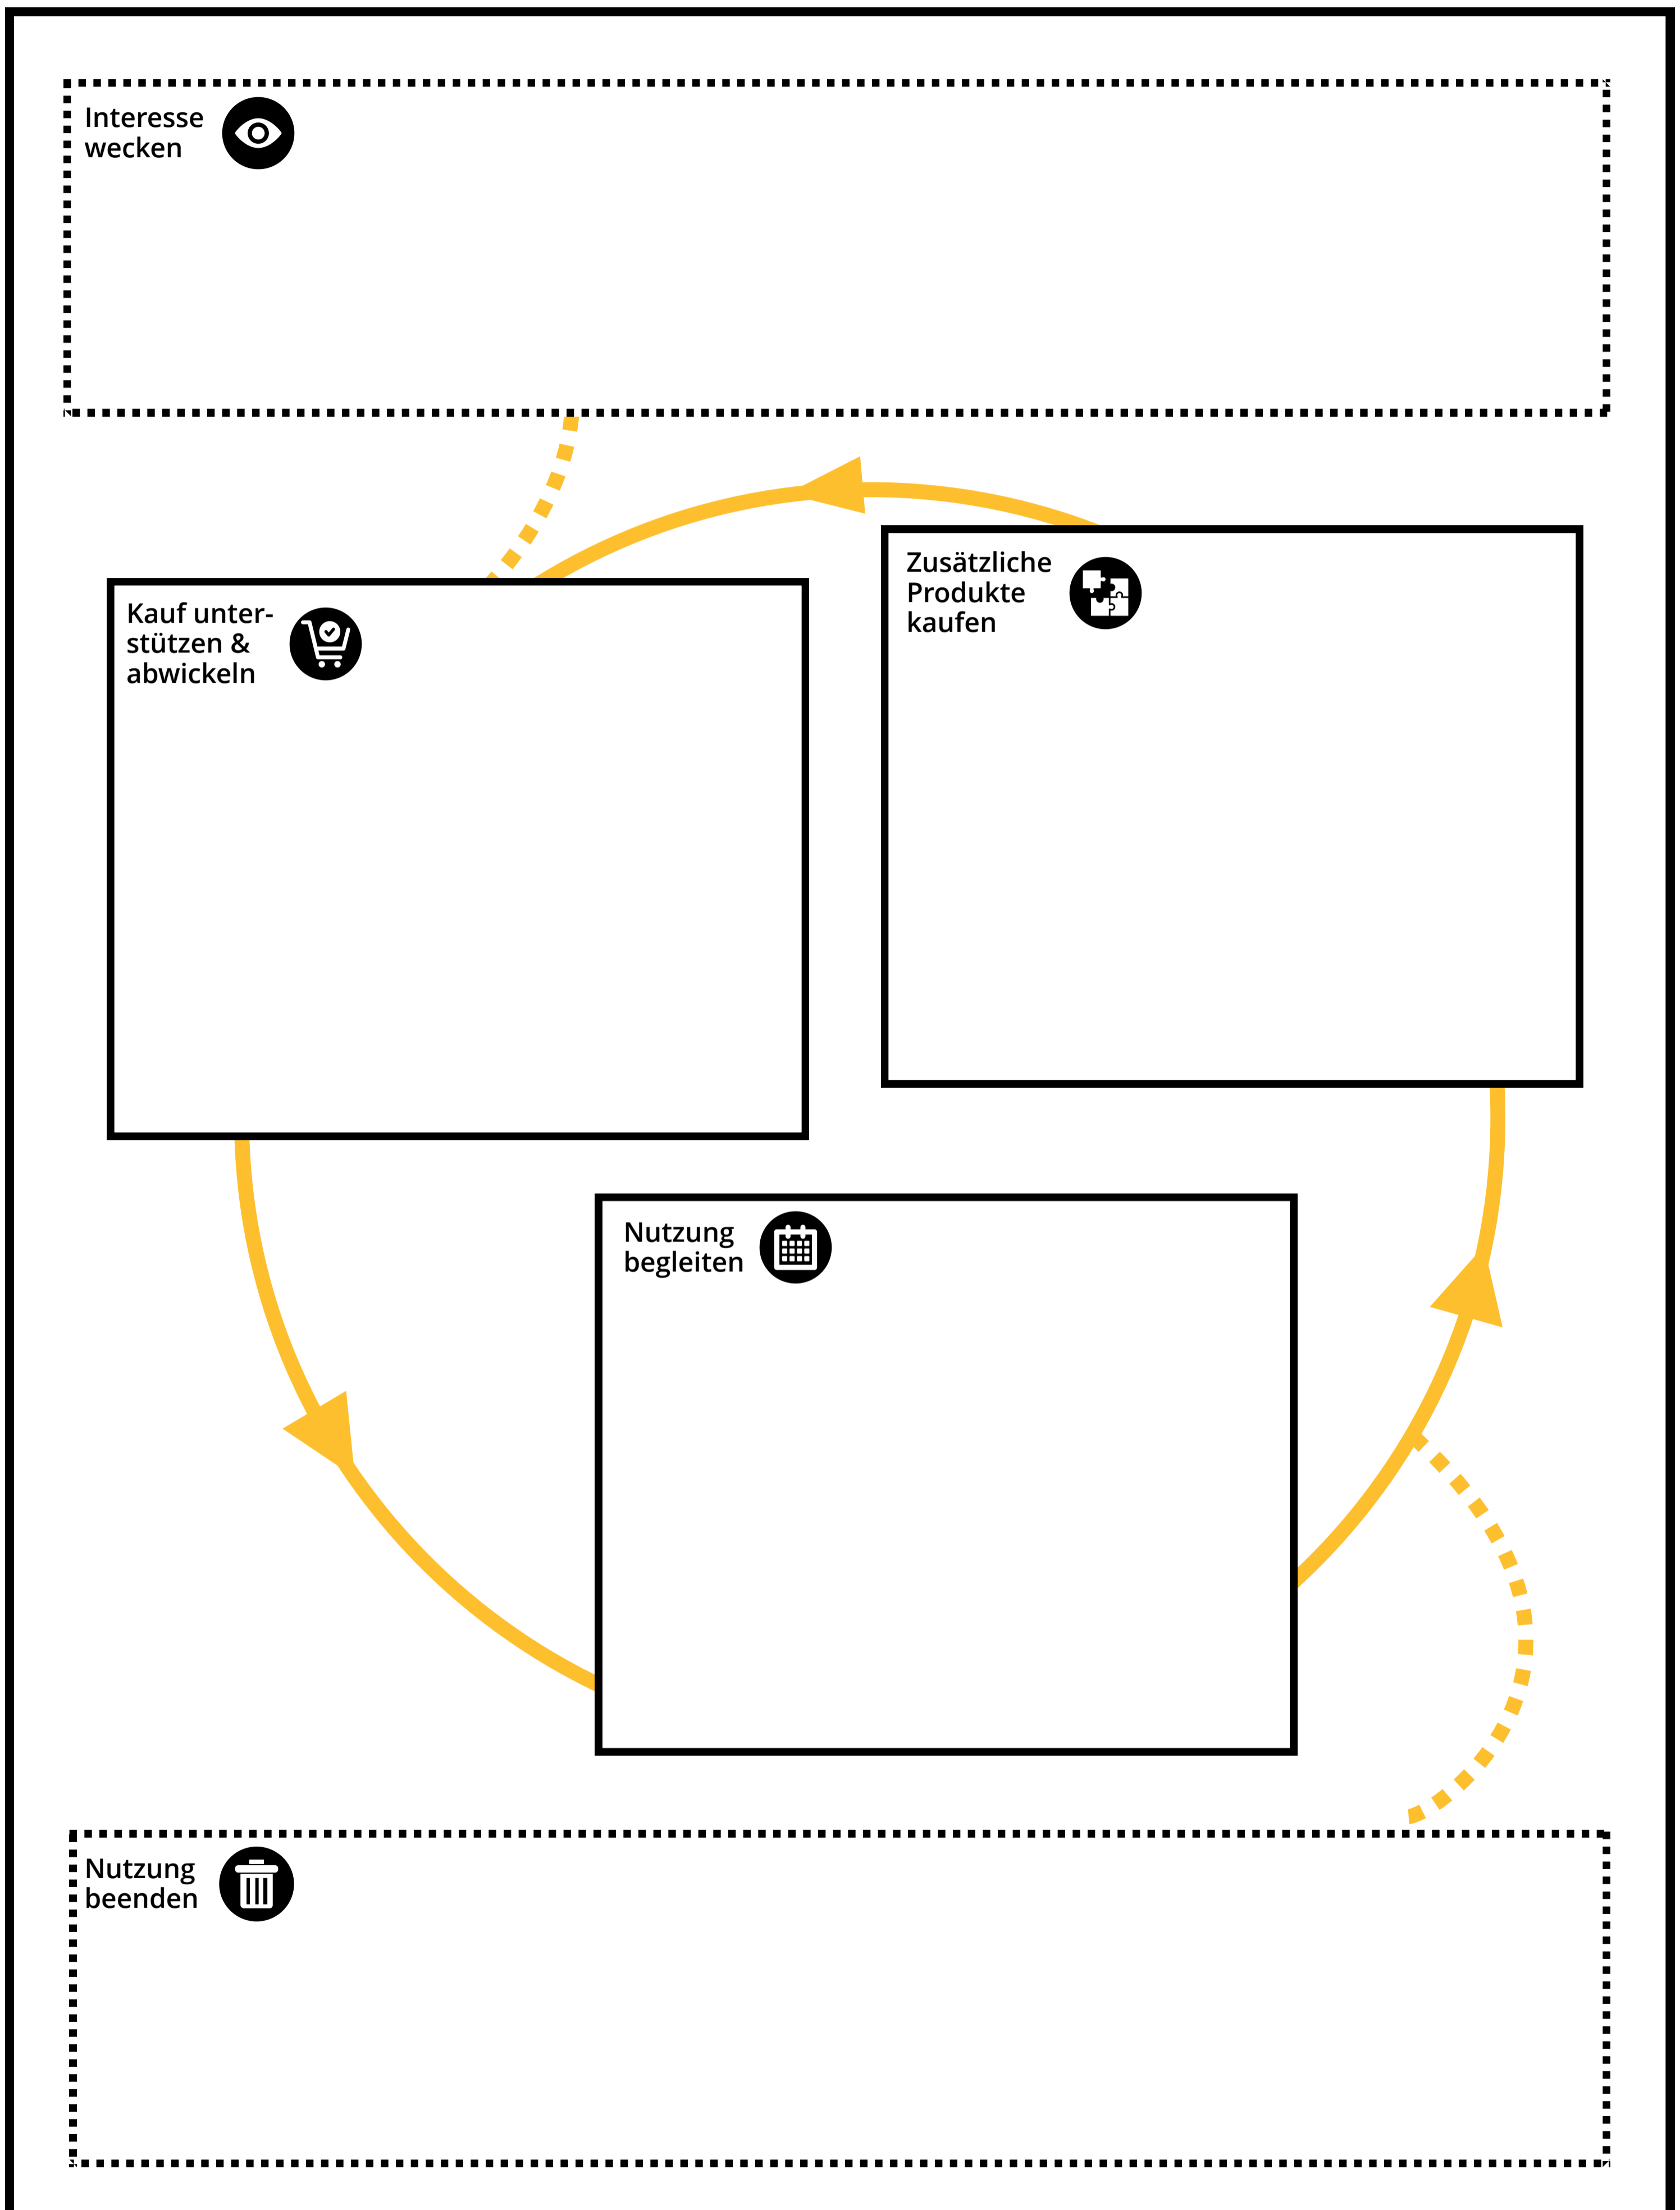 Interesse
wecken
Kauf unter-
stützen &
abwickeln
Zusätzliche
Produkte
kaufen
Nutzung
begleiten
Nutzung
beenden